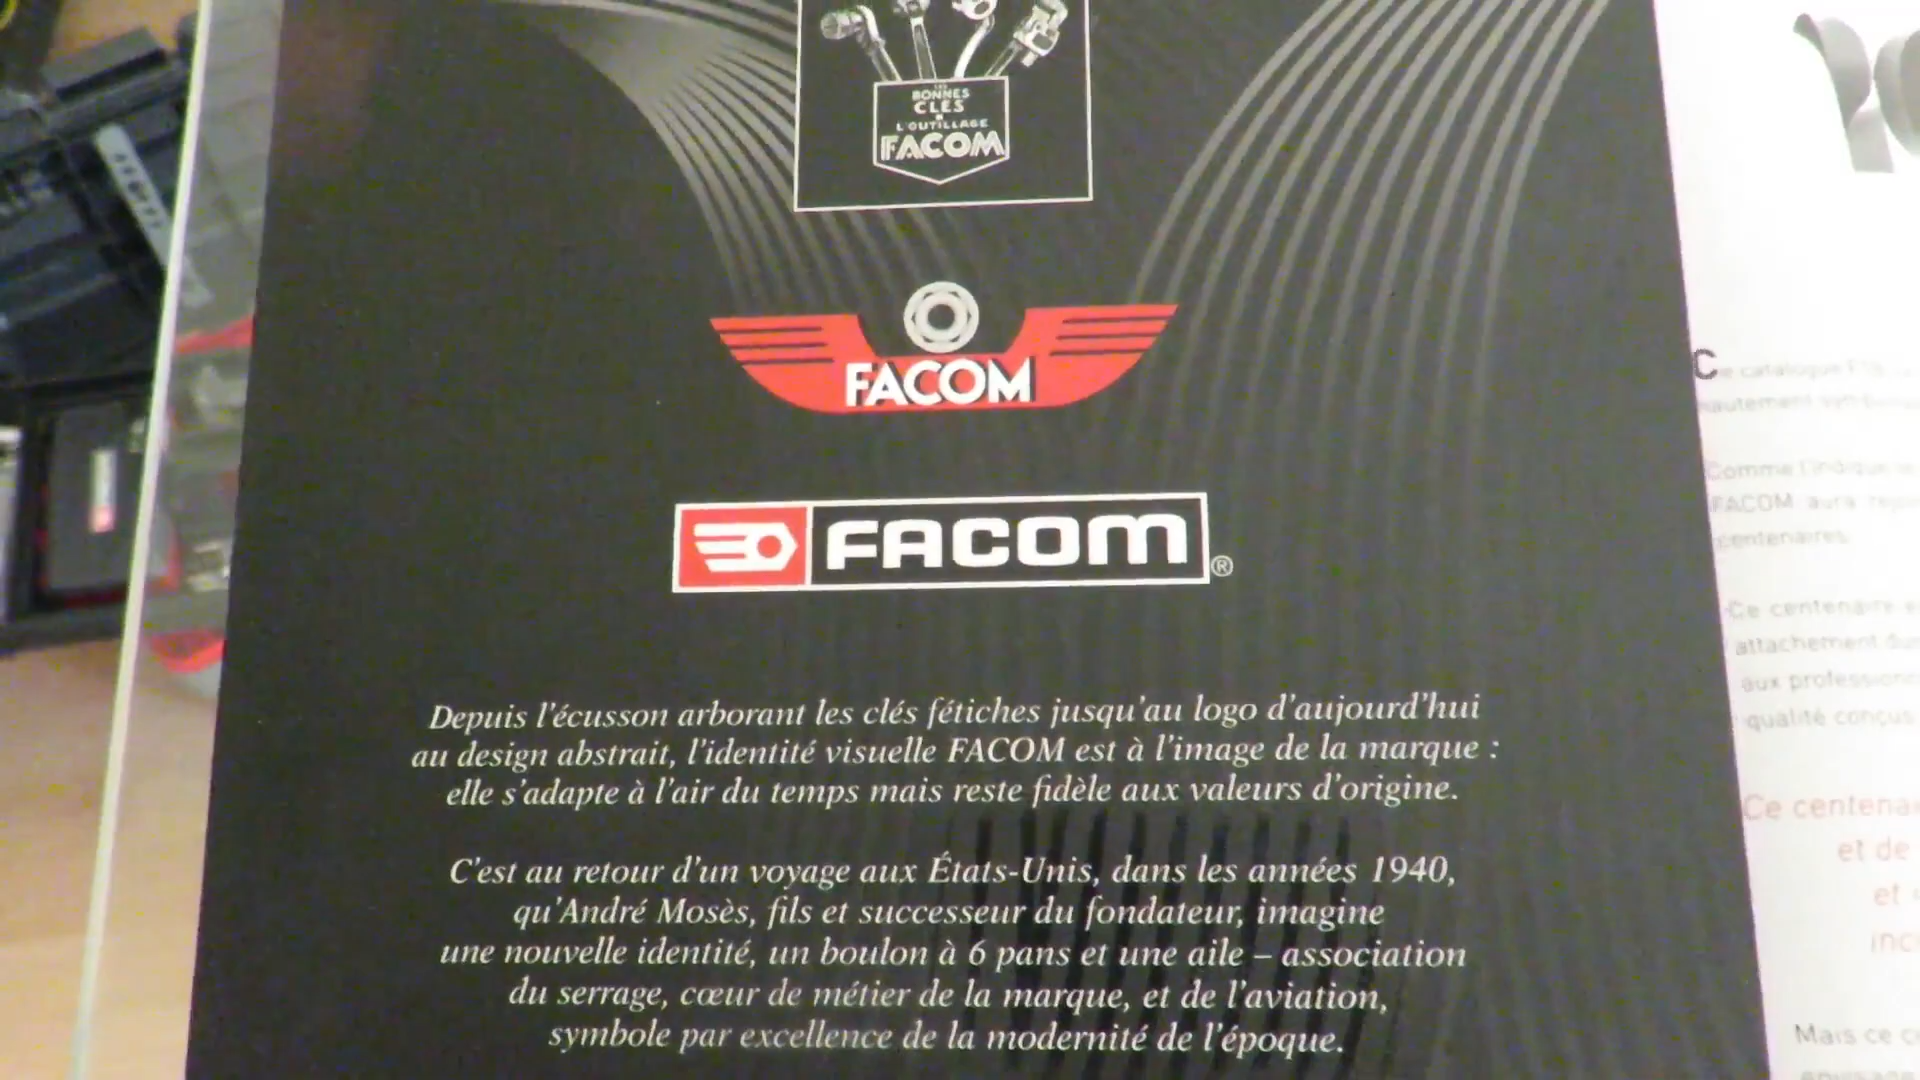 LES
BONNES
CLÉS
L'OUTILLAGE
FACOM
FACOM
FACOM®
Depuis l'écusson arborant les clés fétiches jusqu'au logo d'aujourd'hui
au design abstrait, l'identité visuelle FACOM est à l'image de la marque :
elle s'adapte à l'air du temps mais reste fidèle aux valeurs d'origine.
C'est au retour d'un voyage aux États-Unis, dans les années 1940,
qu'André Mosès, fils et successeur du fondateur, imagine
une nouvelle identité, un boulon à 6 pans et une aile – association
du serrage, cœur de métier de la marque, et de l'aviation,
symbole par excellence de la modernité de l'époque.
Ce catalogue
hautement
Comme l'indique
FACOM aura
centenaires.
Ce centenaire
attachement
aux
qualité conçus
Ce
et de
et
Mais ce